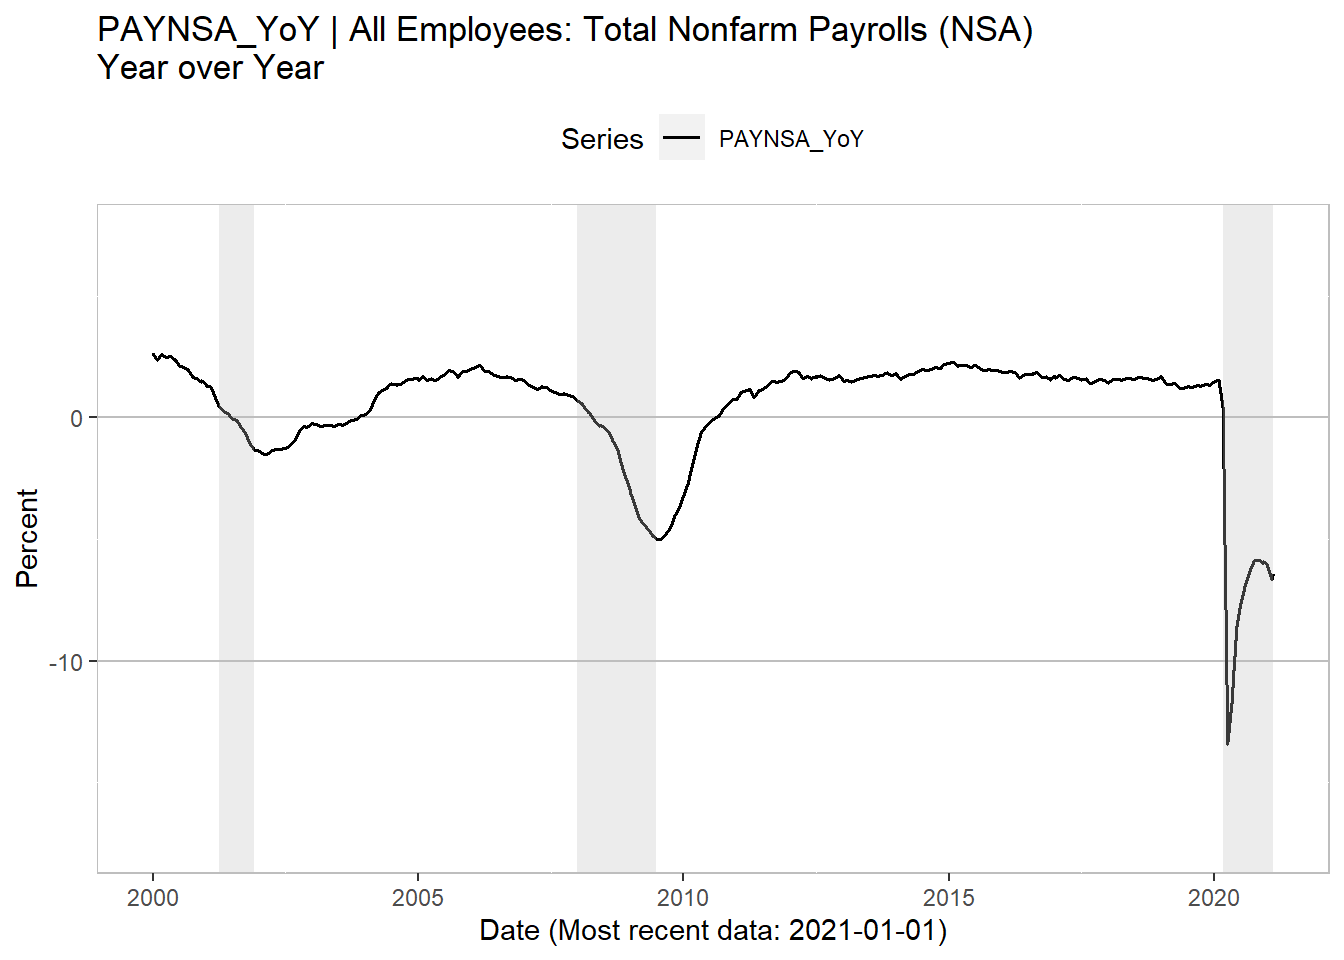 PAYNSA_YoY | All Employees: Total Nonfarm Payrolls (NSA)
Year over Year
Series PAYNSA_YoY
0
-10
Percent
2000 2005 2010 2015 2020
Date (Most recent data: 2021-01-01)